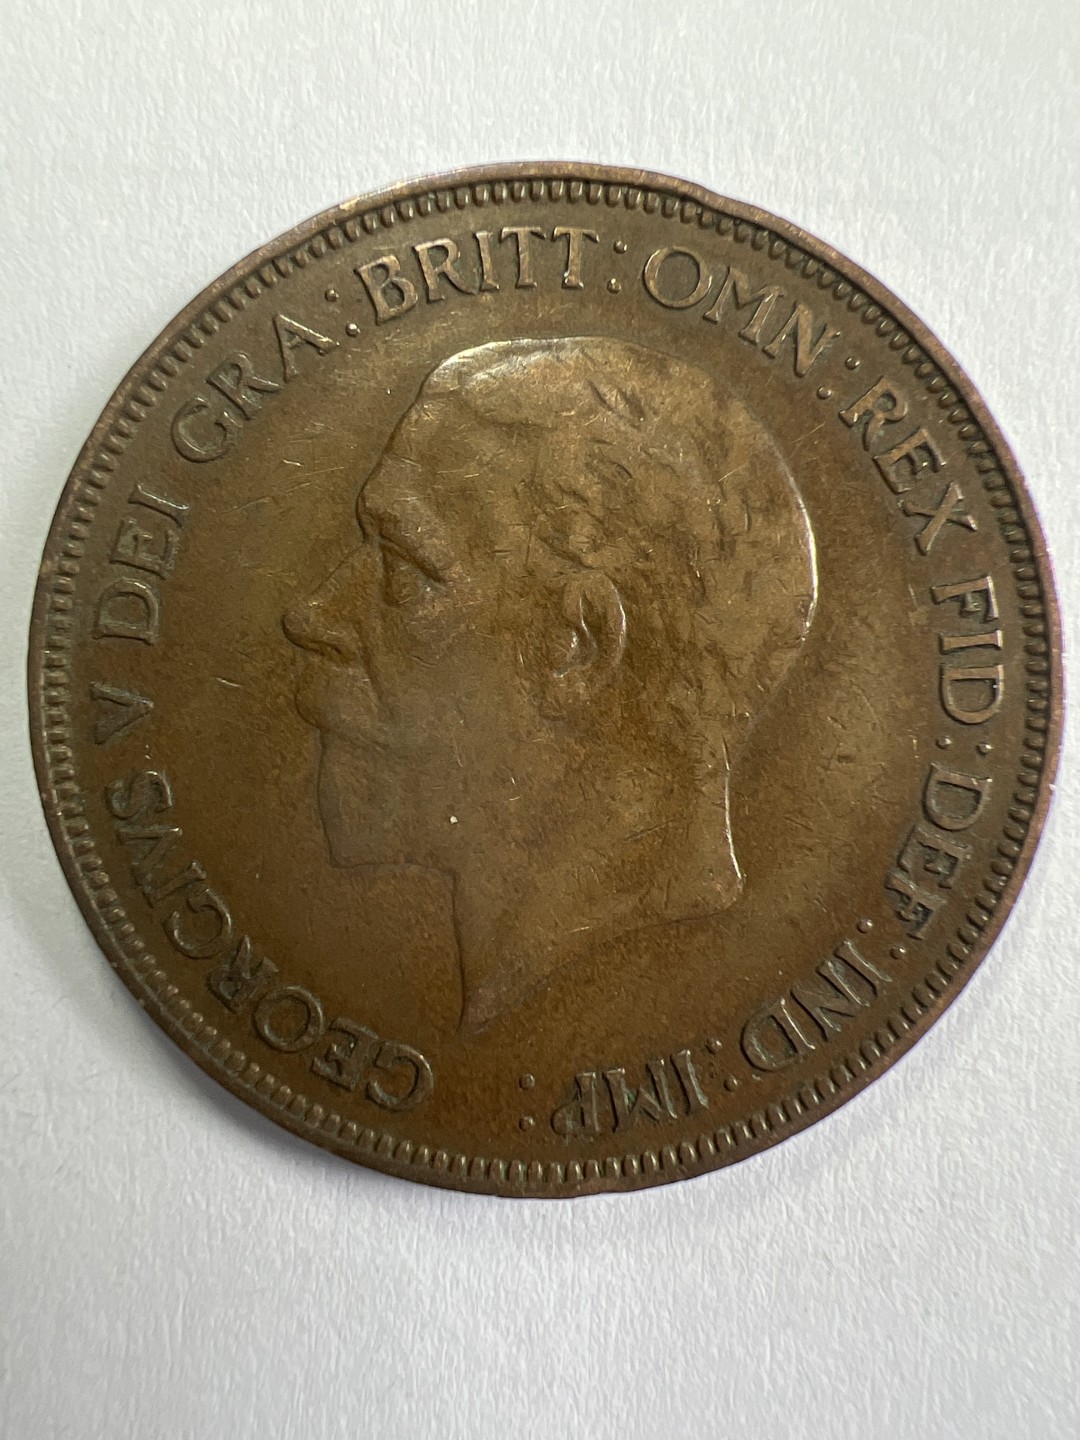 GEORGIVS V DEI GRA: BRITT: OMN: REX FID: DEF: IND: IMP: